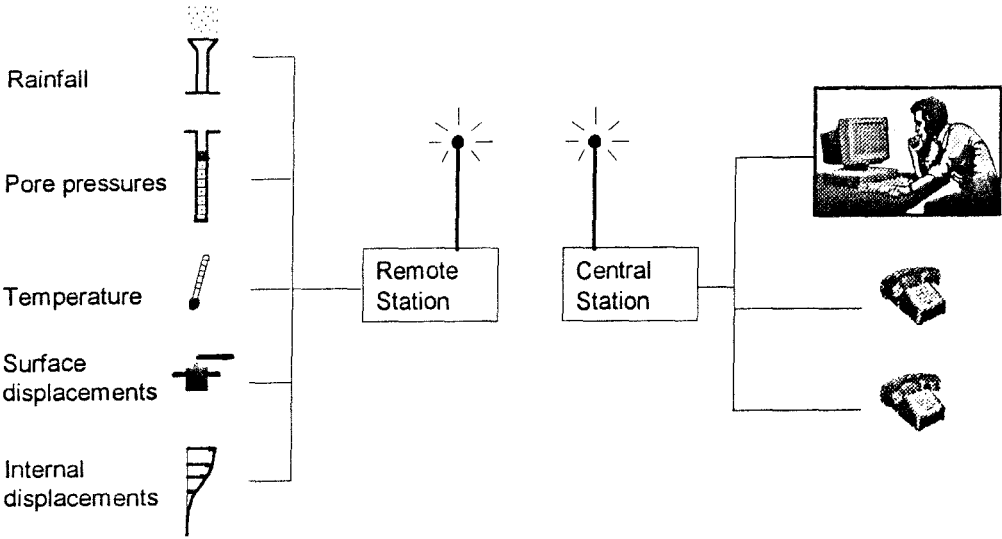 Rainfall
Pore pressures
Temperature
Surface
displacements
Internal
displacements
Remote
Station
Central
Station